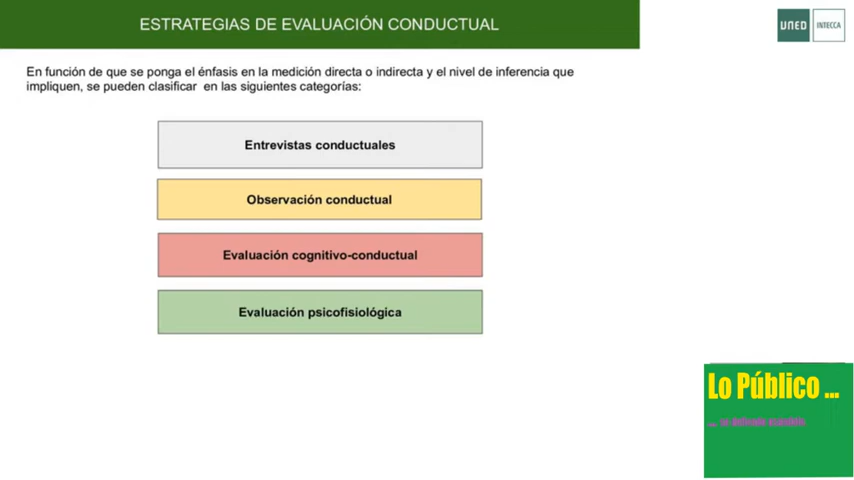 ESTRATEGIAS DE EVALUACIÓN CONDUCTUAL
UNED
INTECCA
En función de que se ponga el énfasis en la medición directa o indirecta y el nivel de inferencia que
impliquen, se pueden clasificar en las siguientes categorías:
Entrevistas conductuales
Observación conductual
Evaluación cognitivo-conductual
Evaluación psicofisiológica
Lo Público ...